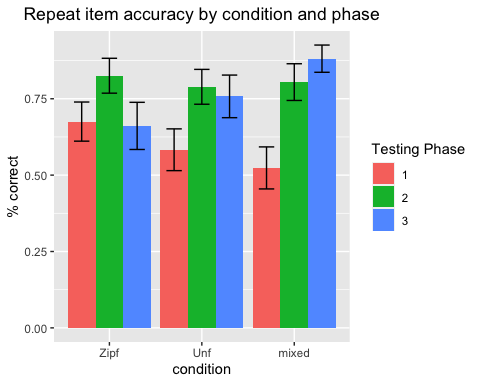 Repeat item accuracy by condition and phase
% correct
0.75
0.50
0.25
0.00
Zipf
Unf
mixed
condition
Testing Phase
1
2
3